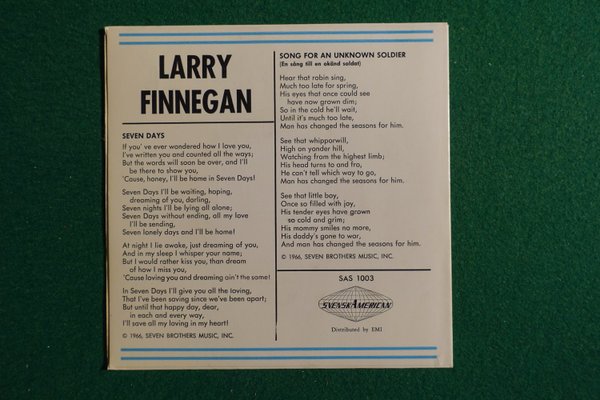 LARRY
FINNEGAN
SEVEN DAYS
If you' ve ever wondered how I love you,
I've written you and counted all the ways;
But the words will soon be over, and I'll
be there to show you,
'Cause, honey, I'll be home in Seven Days!
Seven Days I'll be waiting, hoping,
dreaming of you, darling,
Seven nights I'll be lying all alone;
Seven Days without ending, all my love
I'll be sending,
Seven lonely days and I'll be home!
At night I lie awake, just dreaming of you,
And in my sleep I whisper your name;
But I would rather kiss you, than dream
of how I miss you,
'Cause loving you and dreaming ain't the same!
In Seven Days I'll give you all the loving,
That I've been saving since we've been apart;
But until that happy day, dear,
in each and every way,
I'll save all my loving in my heart!
© 1966, SEVEN BROTHERS MUSIC, INC.
SONG FOR AN UNKNOWN SOLDIER
(En sång till en okänd soldat)
Hear that robin sing,
Much too late for spring,
His eyes that once could see
have now grown dim;
So in the cold he'll wait,
Until it's much too late,
Man has changed the seasons for him.
See that whipporwill,
High on yonder hill,
Watching from the highest limb;
His head turns to and fro,
He can't tell which way to go,
Man has changed the seasons for him.
See that little boy,
Once so filled with joy,
His tender eyes have grown
so cold and grim;
His mommy smiles no more,
His daddy's gone to war,
And man has changed the seasons for him.
© 1966, SEVEN BROTHERS MUSIC, INC.
SAS 1003
SVENSKAMERICAN
Distributed by EMI